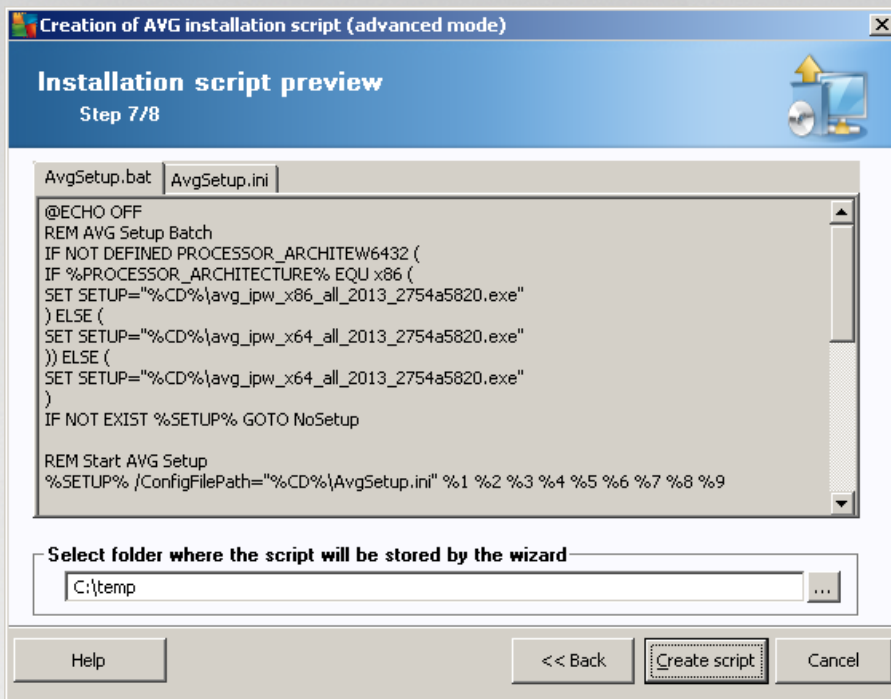 Creation of AVG installation script (advanced mode)
Installation script preview
Step 7/8
AvgSetup.bat
AvgSetup.ini
@ECHO OFF
REM AVG Setup Batch
IF NOT DEFINED PROCESSOR_ARCHITEW6432 (
IF %PROCESSOR_ARCHITECTURE% EQU x86 (
SET SETUP="%CD%\avg_ipw_x86_all_2013_2754a5820.exe"
) ELSE (
SET SETUP="%CD%\avg_ipw_x64_all_2013_2754a5820.exe"
)) ELSE (
SET SETUP="%CD%\avg_ipw_x64_all_2013_2754a5820.exe"
)
IF NOT EXIST %SETUP% GOTO NoSetup
REM Start AVG Setup
%SETUP% /ConfigFilePath="%CD%\AvgSetup.ini" %1 %2 %3 %4 %5 %6 %7 %8 %9
Select folder where the script will be stored by the wizard
C:\temp
...
Help
<< Back
Create script
Cancel